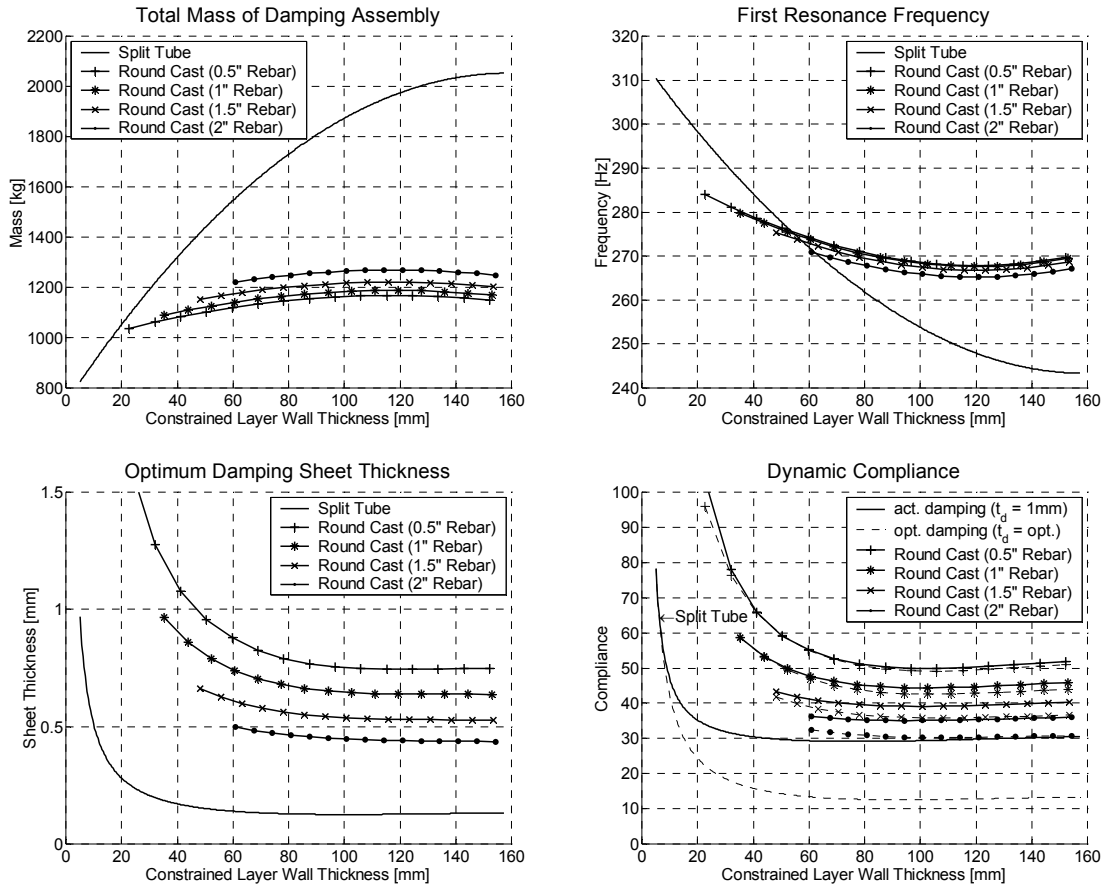 Total Mass of Damping Assembly
2200
2000
1800
1600
1400
1200
1000
800
Mass [kg]
Split Tube
Round Cast (0.5" Rebar)
Round Cast (1" Rebar)
Round Cast (1.5" Rebar)
Round Cast (2" Rebar)
0 20 40 60 80 100 120 140 160
Constrained Layer Wall Thickness [mm]
First Resonance Frequency
320
310
300
290
280
270
260
250
240
Frequency [Hz]
Split Tube
Round Cast (0.5" Rebar)
Round Cast (1" Rebar)
Round Cast (1.5" Rebar)
Round Cast (2" Rebar)
0 20 40 60 80 100 120 140 160
Constrained Layer Wall Thickness [mm]
Optimum Damping Sheet Thickness
1.5
1
0.5
0
Sheet Thickness [mm]
Split Tube
Round Cast (0.5" Rebar)
Round Cast (1" Rebar)
Round Cast (1.5" Rebar)
Round Cast (2" Rebar)
0 20 40 60 80 100 120 140 160
Constrained Layer Wall Thickness [mm]
Dynamic Compliance
100
90
80
70
60
50
40
30
20
10
0
Compliance
act. damping (t_d = 1mm)
opt. damping (t_d = opt.)
Round Cast (0.5" Rebar)
Round Cast (1" Rebar)
Round Cast (1.5" Rebar)
Round Cast (2" Rebar)
←Split Tube
0 20 40 60 80 100 120 140 160
Constrained Layer Wall Thickness [mm]